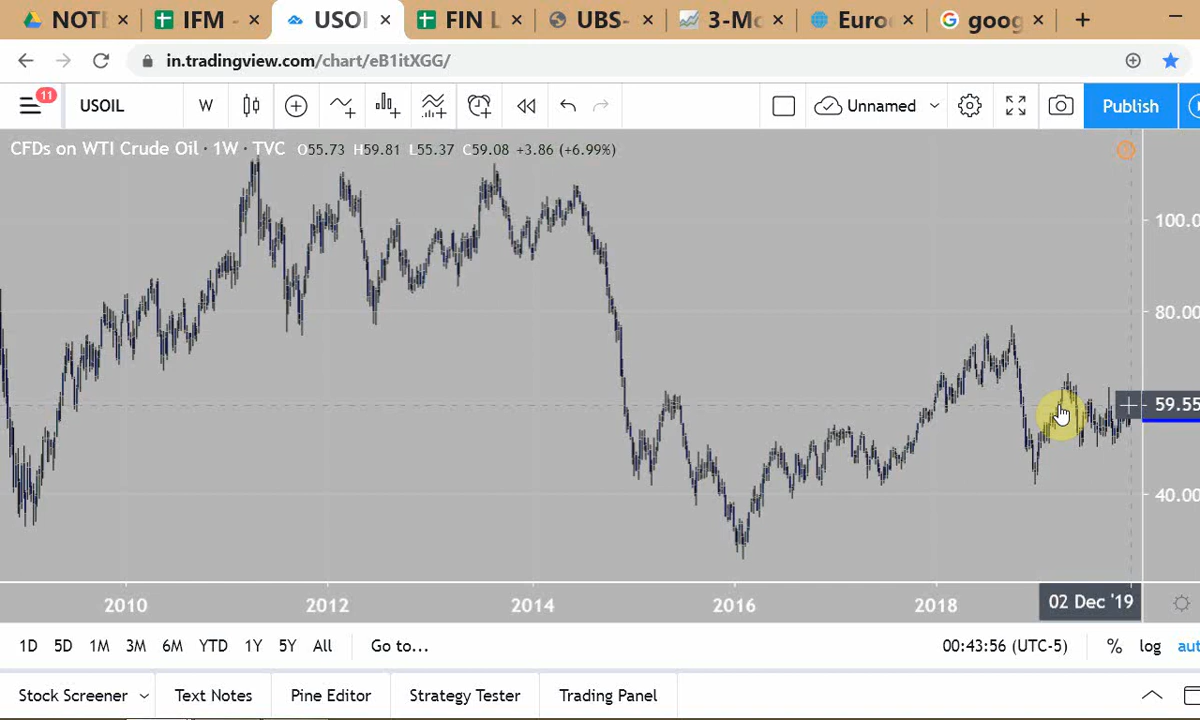 NOTE IFM - USOI FIN L UBS- 3-Mo Euro goog
in.tradingview.com/chart/eB1itXGG/
11 USOIL W Unnamed Publish
CFDs on WTI Crude Oil · 1W · TVC O55.73 H59.81 L55.37 C59.08 +3.86 (+6.99%)
100.0
80.00
59.55
40.00
2010 2012 2014 2016 2018 02 Dec '19
1D 5D 1M 3M 6M YTD 1Y 5Y All Go to... 00:43:56 (UTC-5) % log aut
Stock Screener Text Notes Pine Editor Strategy Tester Trading Panel